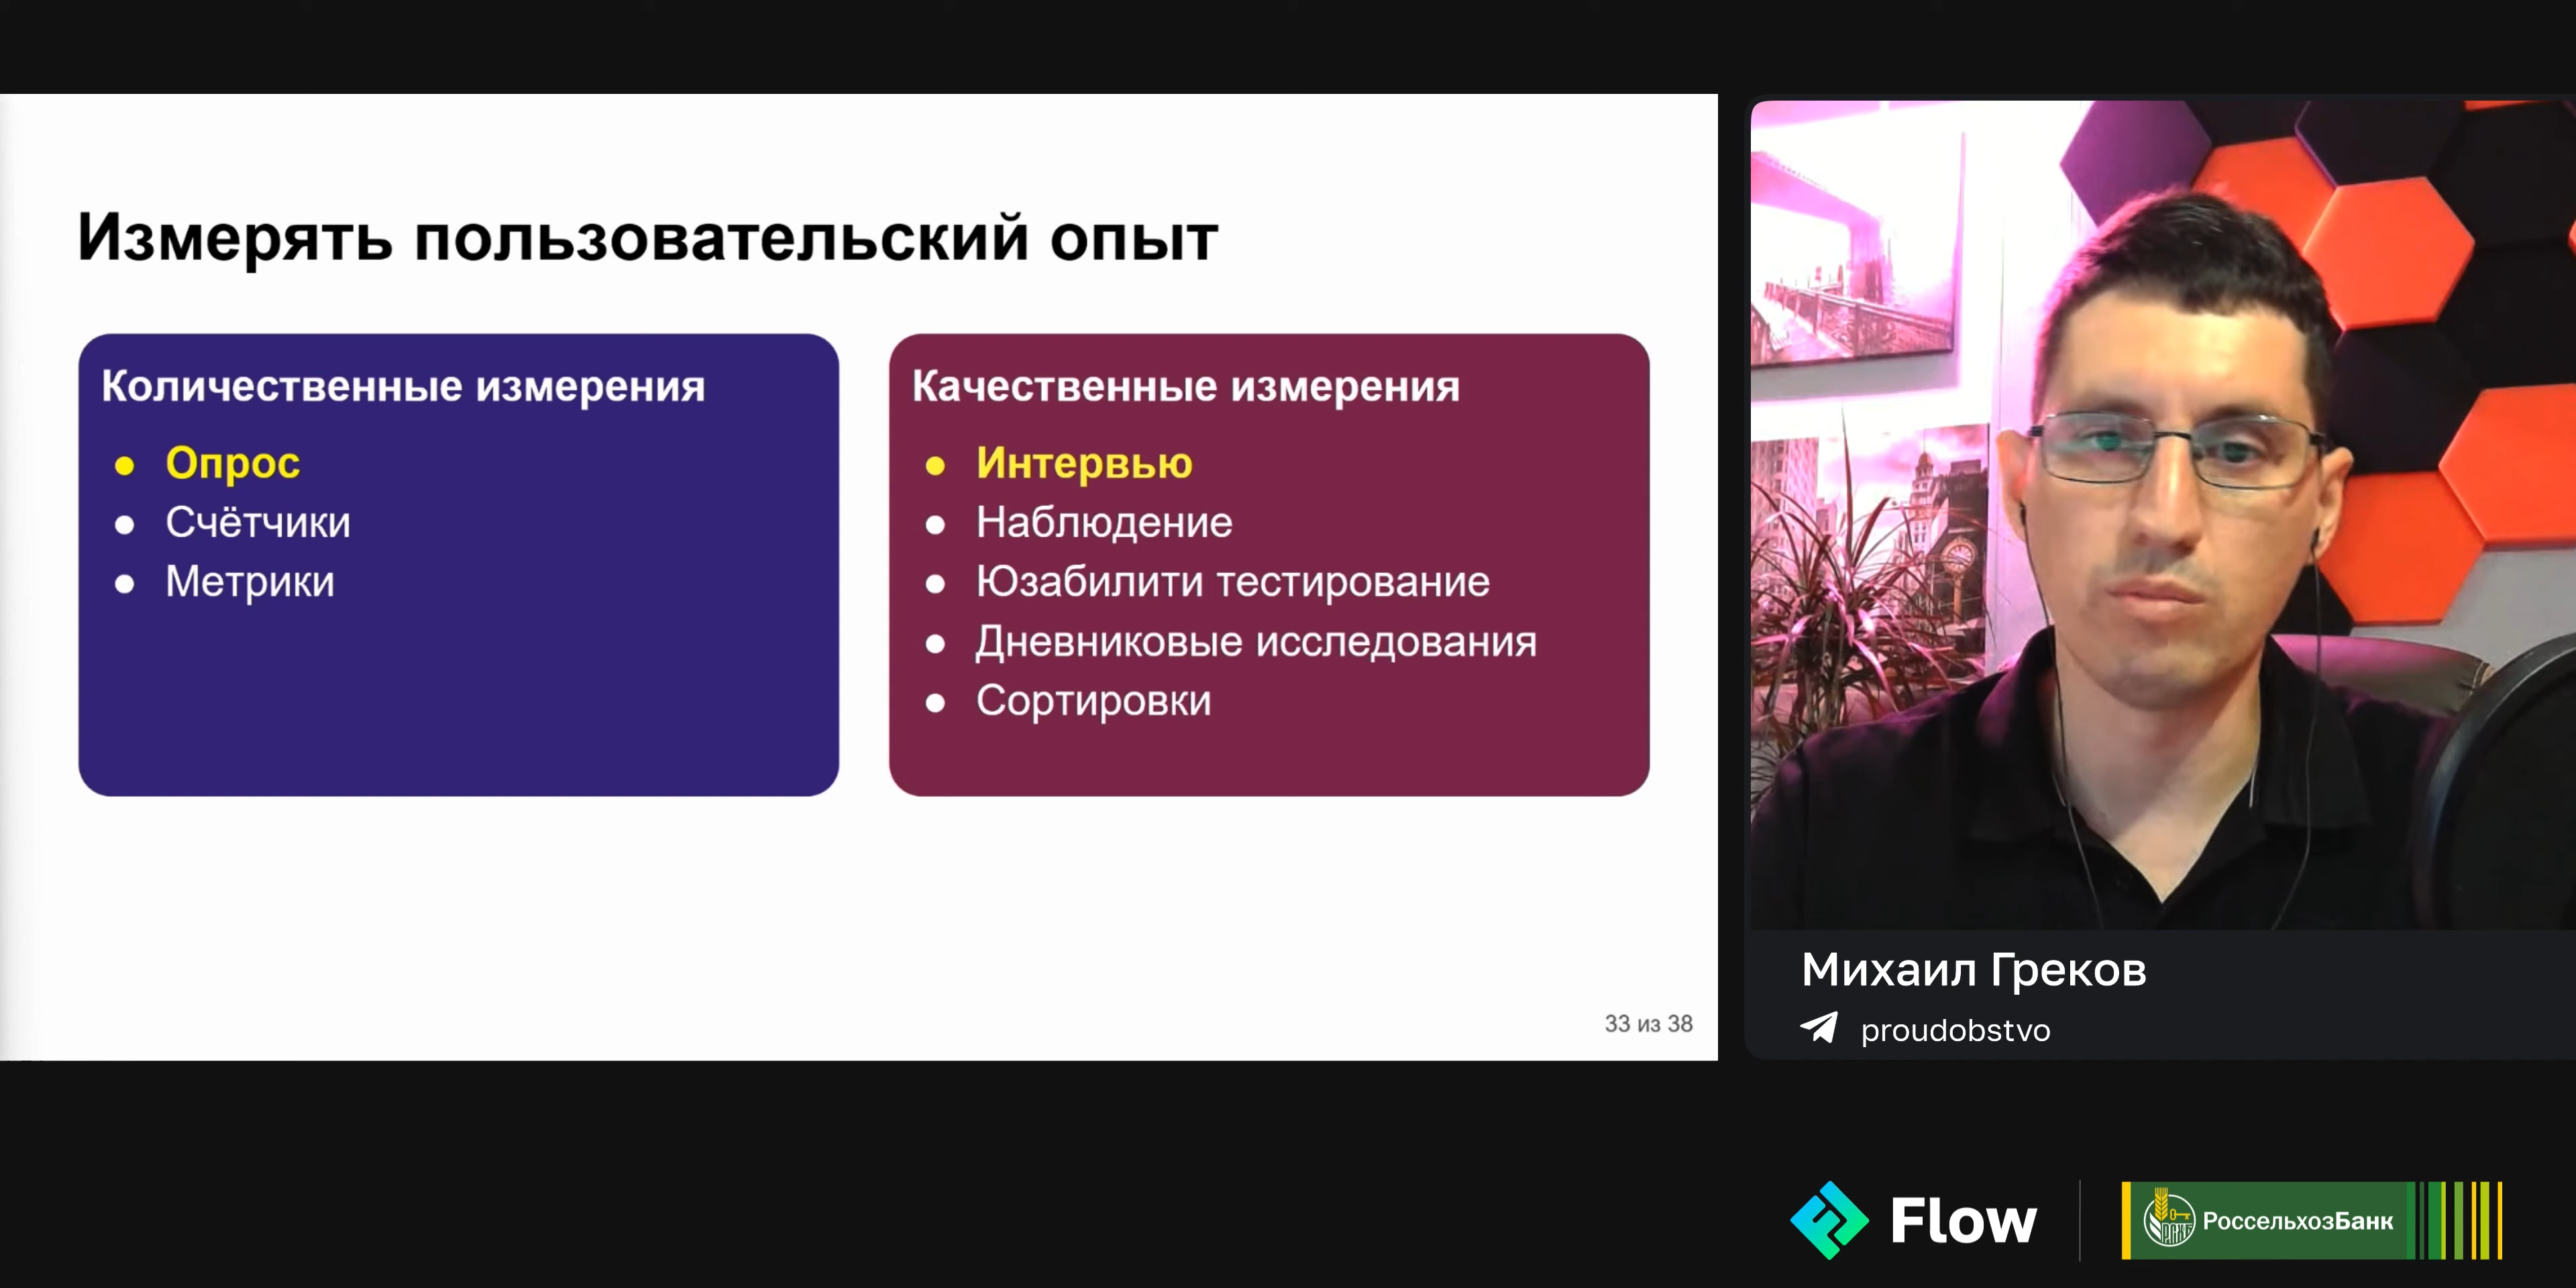 Измерять пользовательский опыт
Количественные измерения
Опрос
Счётчики
Метрики
Качественные измерения
Интервью
Наблюдение
Юзабилити тестирование
Дневниковые исследования
Сортировки
33 из 38
Михаил Греков
proudobstvo
Flow
РСХБ
РоссельхозБанк